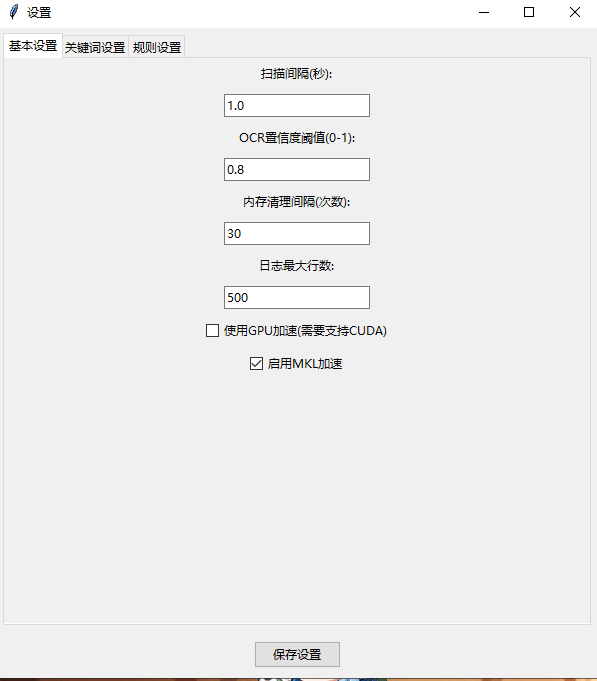 设置
基本设置 关键词设置 规则设置
扫描间隔(秒):
1.0
OCR置信度阈值(0-1):
0.8
内存清理间隔(次数):
30
日志最大行数:
500
使用GPU加速(需要支持CUDA)
启用MKL加速
保存设置